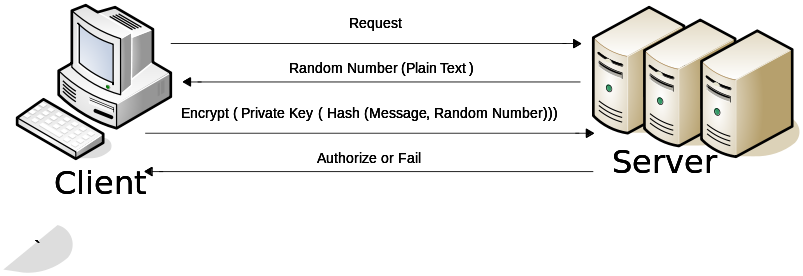 Request
Random Number (Plain Text )
Encrypt ( Private Key ( Hash (Message, Random Number)))
Authorize or Fail
Client
Server
`